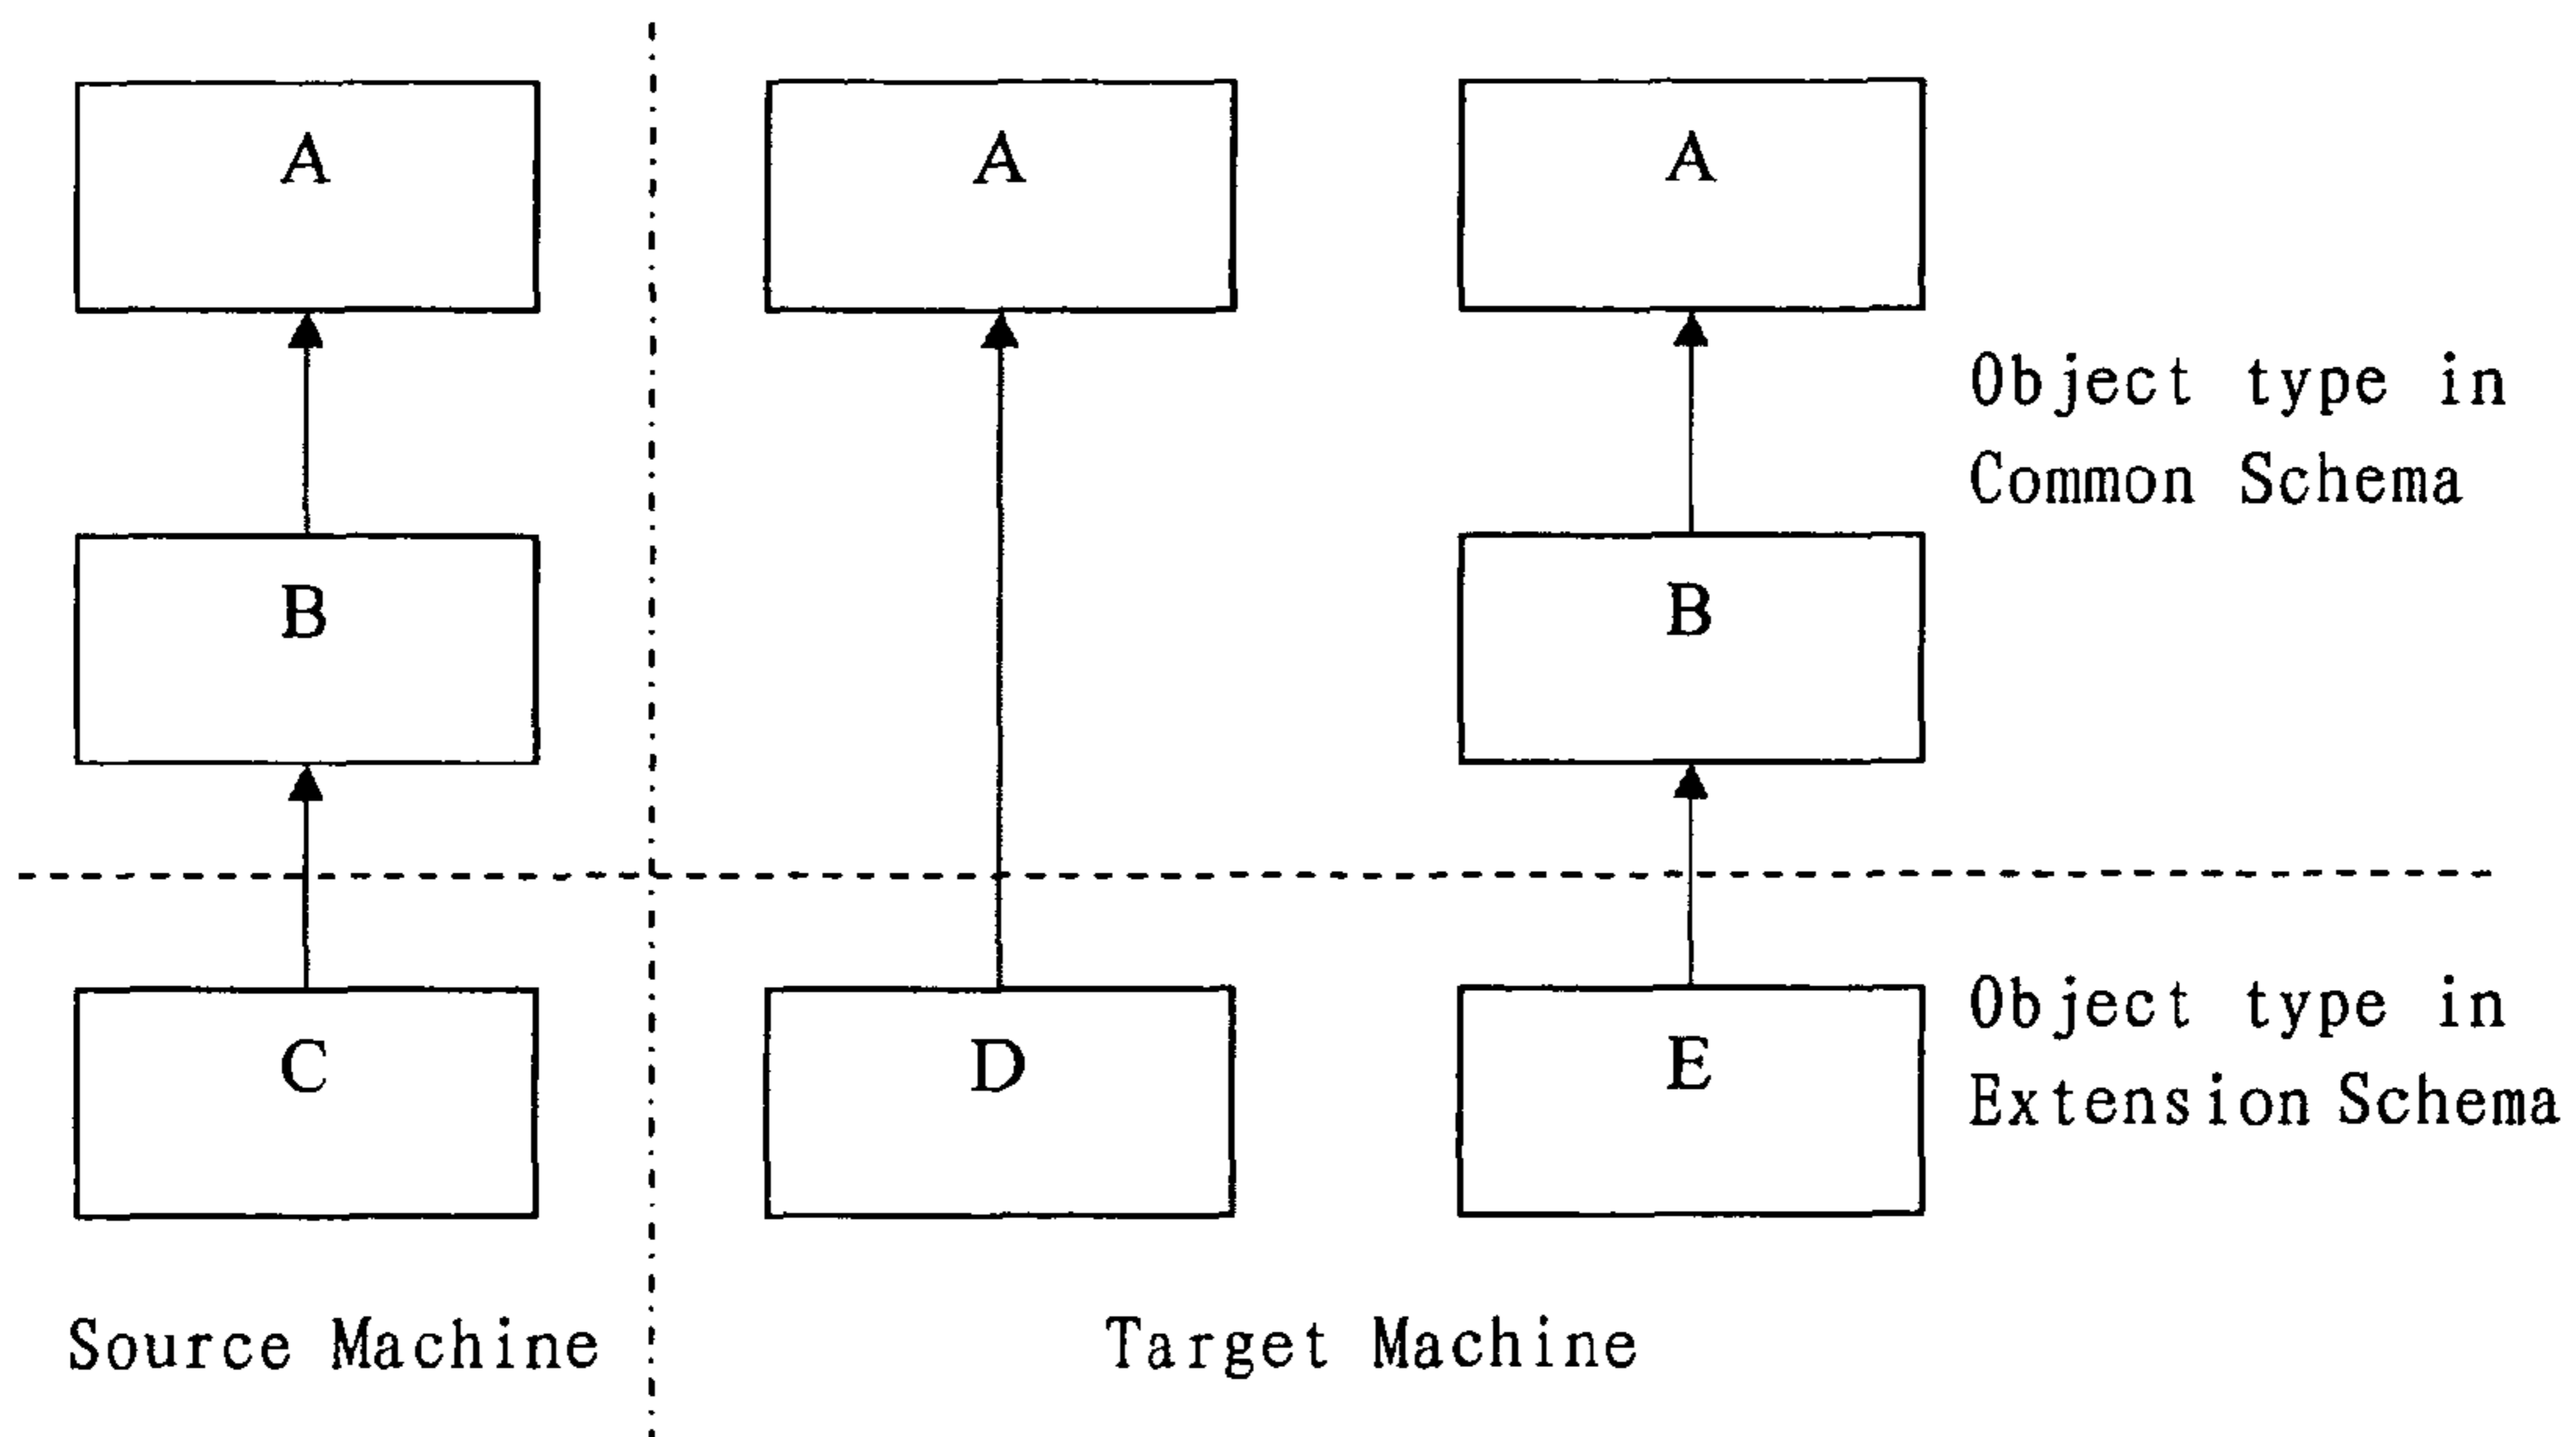 A
A
A
Object type in
Common Schema
B
B
C
D
E
Object type in
Extension Schema
Source Machine
Target Machine